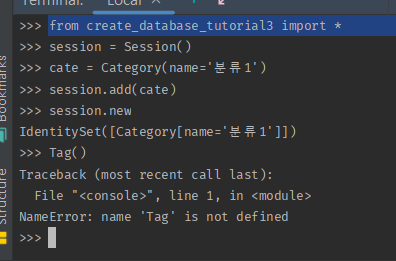 Terminal:
Local
>>> from create_database_tutorial3 import *
>>> session = Session()
>>> cate = Category(name='분류1')
>>> session.add(cate)
>>> session.new
IdentitySet([Category[name='분류1']])
>>> Tag()
Traceback (most recent call last):
  File "<console>", line 1, in <module>
NameError: name 'Tag' is not defined
>>>
Bookmarks
Structure